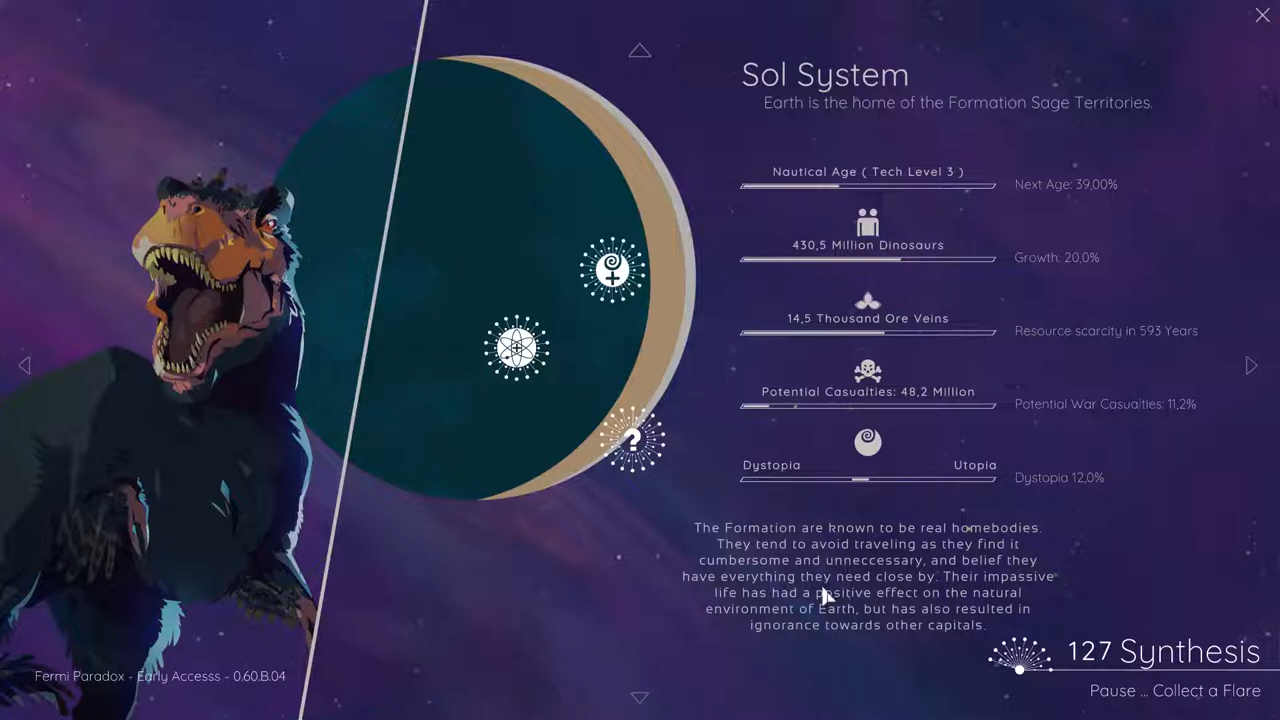 Sol System
Earth is the home of the Formation Sage Territories.
Nautical Age ( Tech Level 3 )
Next Age: 39,00%
430,5 Million Dinosaurs
Growth: 20,0%
14,5 Thousand Ore Veins
Resource scarcity in 593 Years
Potential Casualties: 48,2 Million
Potential War Casualties: 11,2%
Dystopia
Utopia
Dystopia 12,0%
The Formation are known to be real homebodies.
They tend to avoid traveling as they find it
cumbersome and unneccessary, and belief they
have everything they need close by. Their impassive
life has had a positive effect on the natural
environment of Earth, but has also resulted in
ignorance towards other capitals.
127 Synthesis
Pause ... Collect a Flare
Fermi Paradox - Early Accesss - 0.60.B.04
?